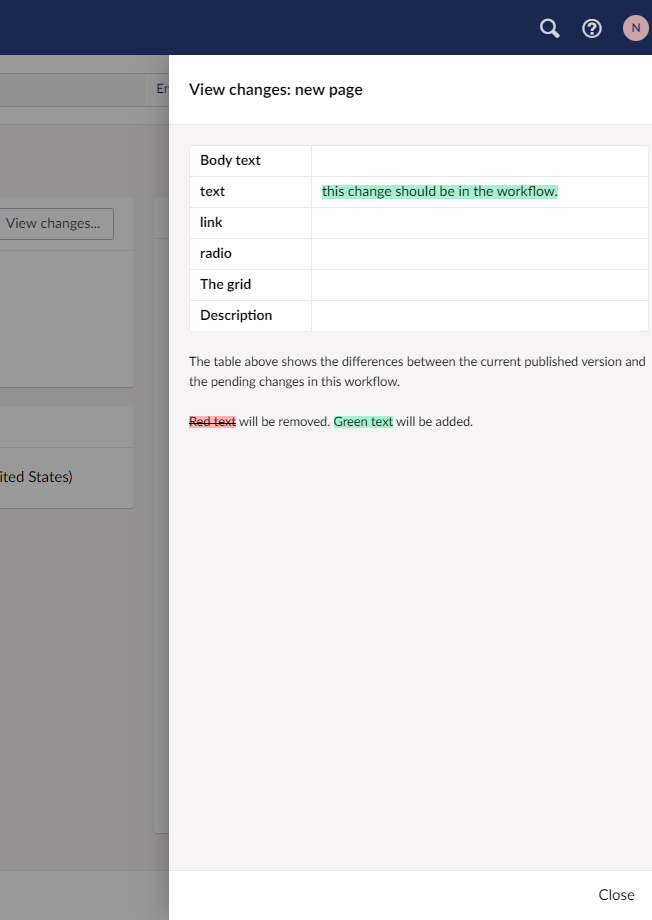 N
En
View changes: new page
Body text
text this change should be in the workflow.
View changes...
link
radio
The grid
Description
The table above shows the differences between the current published version and
the pending changes in this workflow.
Red text will be removed. Green text will be added.
ited States)
Close